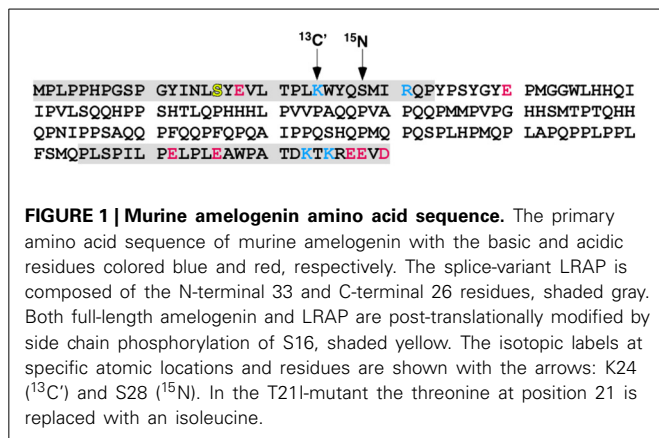 ¹³C' ¹⁵N
MPLPPHPGSP GYINLSYEVL TPLKWYQSMI RQPYPSYGYE PMGGWLHHQI
IPVLSQQHPP SHTLQPHHHL PVVPAQQPVA PQQPMMPVPG HHSMTPTQHH
QPNIPPSAQQ PFQQPFQPQA IPPQSHQPMQ PQSPLHPMQP LAPQPPLPPL
FSMQPLSPIL PELPLEAWPA TDKTKREEVD
FIGURE 1 | Murine amelogenin amino acid sequence. The primary
amino acid sequence of murine amelogenin with the basic and acidic
residues colored blue and red, respectively. The splice-variant LRAP is
composed of the N-terminal 33 and C-terminal 26 residues, shaded gray.
Both full-length amelogenin and LRAP are post-translationally modified by
side chain phosphorylation of S16, shaded yellow. The isotopic labels at
specific atomic locations and residues are shown with the arrows: K24
(¹³C') and S28 (¹⁵N). In the T21I-mutant the threonine at position 21 is
replaced with an isoleucine.